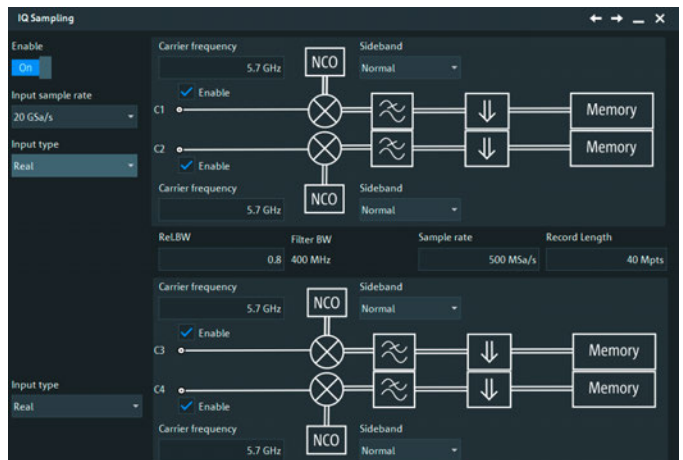 IQ Sampling
Enable
On
Input sample rate
20 GSa/s
Input type
Real
Carrier frequency
5.7 GHz
NCO
Sideband
Normal
Enable
C1
Memory
C2
Memory
Enable
Carrier frequency
5.7 GHz
NCO
Sideband
Normal
Rel.BW
0.8
Filter BW
400 MHz
Sample rate
500 MSa/s
Record Length
40 Mpts
Carrier frequency
5.7 GHz
NCO
Sideband
Normal
Enable
C3
Memory
Input type
Real
C4
Memory
Enable
Carrier frequency
5.7 GHz
NCO
Sideband
Normal